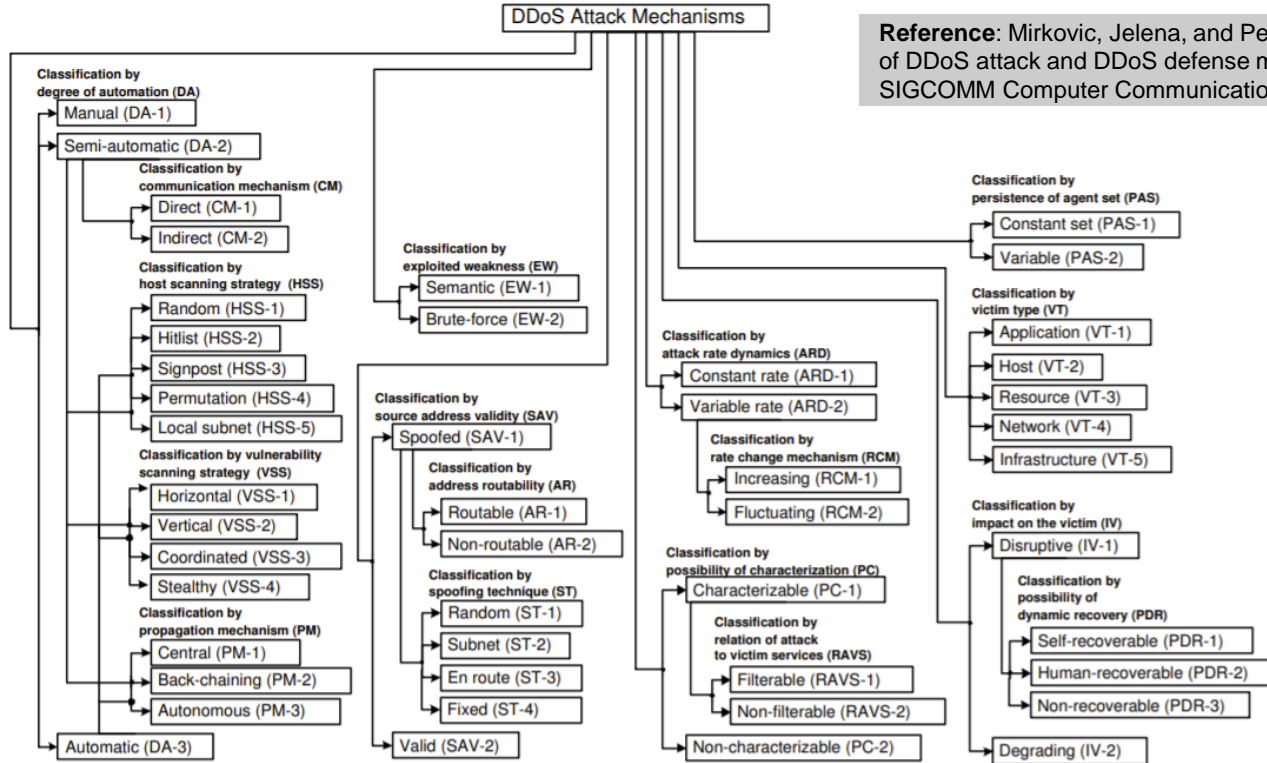 DDoS Attack Mechanisms
Reference: Mirkovic, Jelena, and Pe
of DDoS attack and DDoS defense m
SIGCOMM Computer Communicatio
Classification by
degree of automation (DA)
Manual (DA-1)
Semi-automatic (DA-2)
Classification by
communication mechanism (CM)
Direct (CM-1)
Indirect (CM-2)
Classification by
host scanning strategy (HSS)
Random (HSS-1)
Hitlist (HSS-2)
Signpost (HSS-3)
Permutation (HSS-4)
Local subnet (HSS-5)
Classification by vulnerability
scanning strategy (VSS)
Horizontal (VSS-1)
Vertical (VSS-2)
Coordinated (VSS-3)
Stealthy (VSS-4)
Classification by
propagation mechanism (PM)
Central (PM-1)
Back-chaining (PM-2)
Autonomous (PM-3)
Automatic (DA-3)
Classification by
exploited weakness (EW)
Semantic (EW-1)
Brute-force (EW-2)
Classification by
source address validity (SAV)
Spoofed (SAV-1)
Classification by
address routability (AR)
Routable (AR-1)
Non-routable (AR-2)
Classification by
spoofing technique (ST)
Random (ST-1)
Subnet (ST-2)
En route (ST-3)
Fixed (ST-4)
Valid (SAV-2)
Classification by
attack rate dynamics (ARD)
Constant rate (ARD-1)
Variable rate (ARD-2)
Classification by
rate change mechanism (RCM)
Increasing (RCM-1)
Fluctuating (RCM-2)
Classification by
possibility of characterization (PC)
Characterizable (PC-1)
Classification by
relation of attack
to victim services (RAVS)
Filterable (RAVS-1)
Non-filterable (RAVS-2)
Non-characterizable (PC-2)
Classification by
persistence of agent set (PAS)
Constant set (PAS-1)
Variable (PAS-2)
Classification by
victim type (VT)
Application (VT-1)
Host (VT-2)
Resource (VT-3)
Network (VT-4)
Infrastructure (VT-5)
Classification by
impact on the victim (IV)
Disruptive (IV-1)
Classification by
possibility of
dynamic recovery (PDR)
Self-recoverable (PDR-1)
Human-recoverable (PDR-2)
Non-recoverable (PDR-3)
Degrading (IV-2)